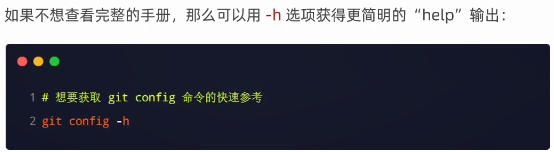 如果不想查看完整的手册，那么可以用 -h 选项获得更简明的“help”输出：
1 # 想要获取 git config 命令的快速参考
2 git config -h